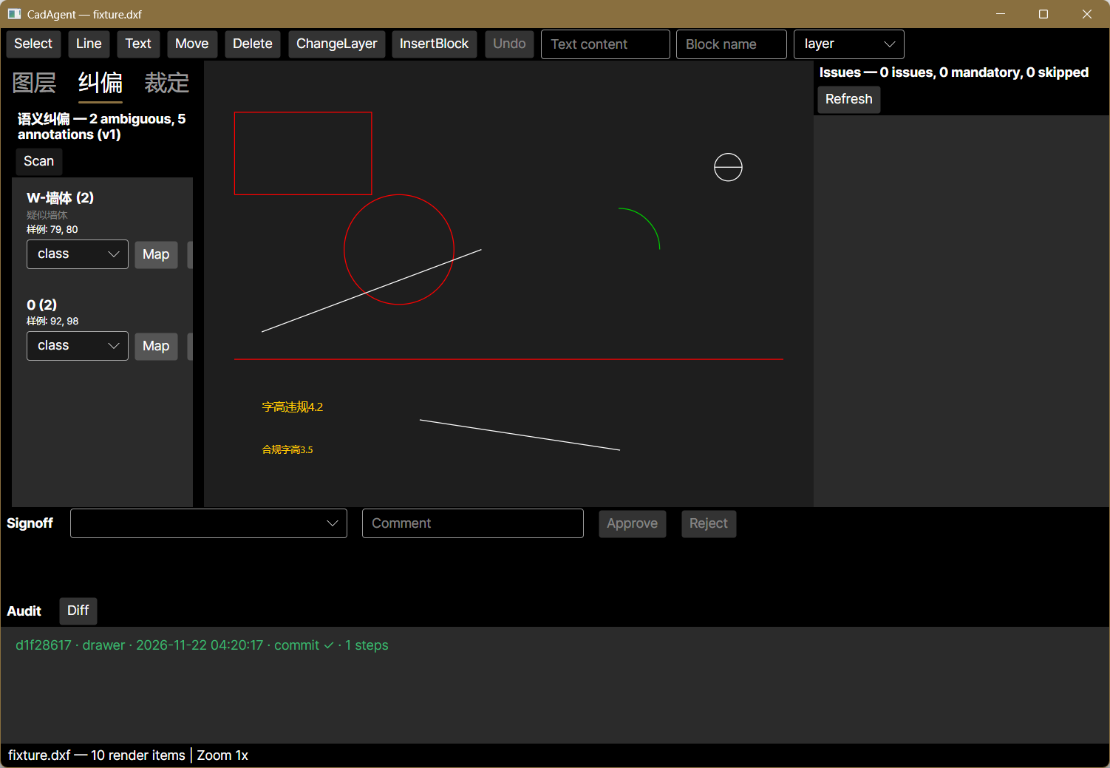 CadAgent — fixture.dxf
Select Line Text Move Delete ChangeLayer InsertBlock Undo Text content Block name layer
图层 纠偏 裁定
语义纠偏 — 2 ambiguous, 5
annotations (v1)
Scan
W-墙体 (2)
疑似墙体
样例: 79, 80
class Map
0 (2)
样例: 92, 98
class Map
字高违规4.2
合规字高3.5
Issues — 0 issues, 0 mandatory, 0 skipped
Refresh
Signoff Comment Approve Reject
Audit Diff
d1f28617 · drawer · 2026-11-22 04:20:17 · commit ✓ · 1 steps
fixture.dxf — 10 render items | Zoom 1x